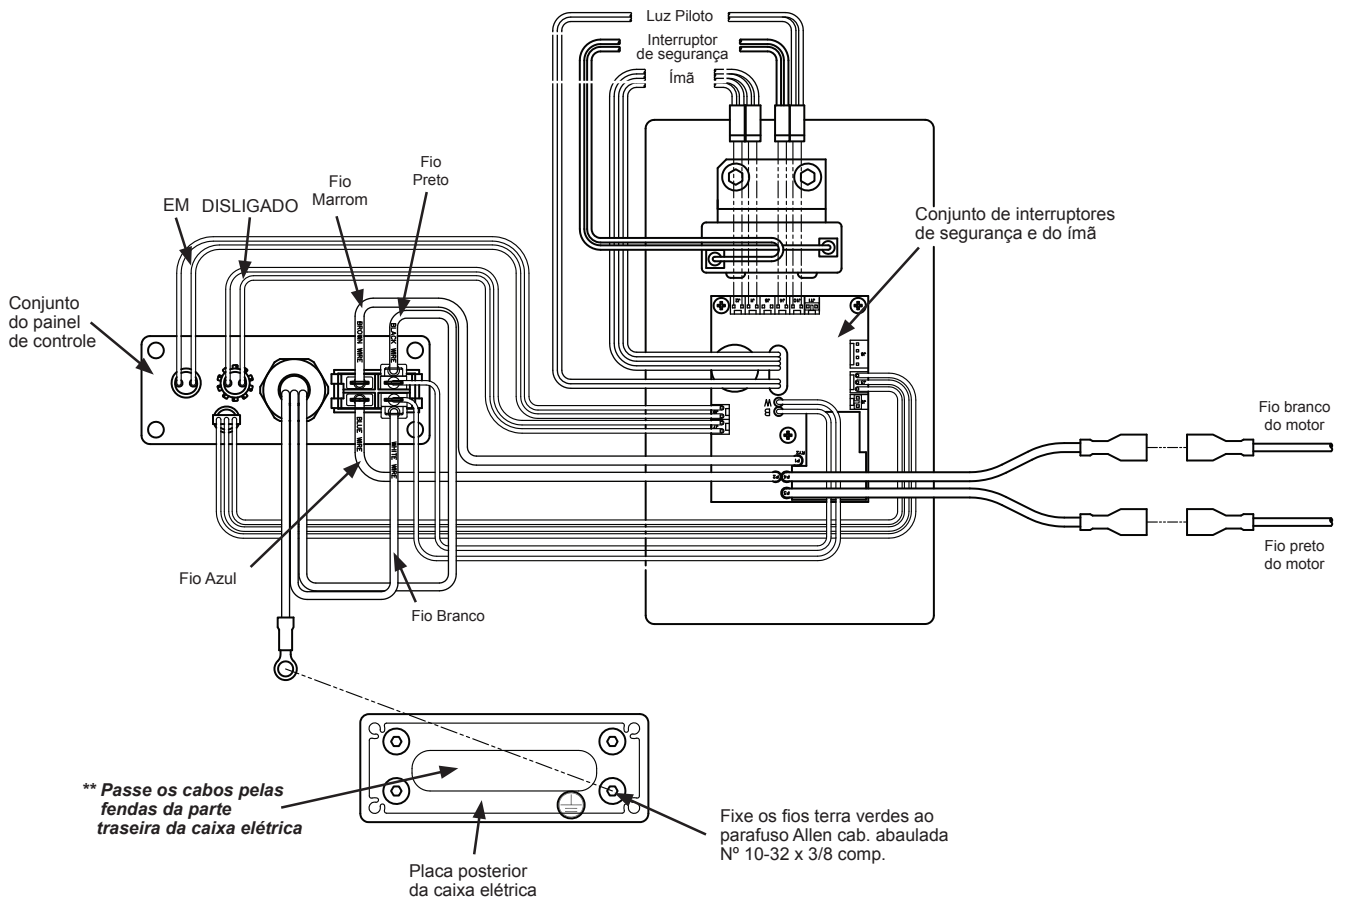 Luz Piloto
Interruptor
de segurança
Ímã
Fio
Preto
Fio
Marrom
EM
DISLIGADO
Conjunto de interruptores
de segurança e do ímã
Conjunto
do painel
de controle
BROWN WIRE
BLACK WIRE
BLUE WIRE
WHITE WIRE
W
B
Fio branco
do motor
Fio preto
do motor
Fio Azul
Fio Branco
** Passe os cabos pelas
fendas da parte
traseira da caixa elétrica
Fixe os fios terra verdes ao
parafuso Allen cab. abaulada
Nº 10-32 x 3/8 comp.
Placa posterior
da caixa elétrica